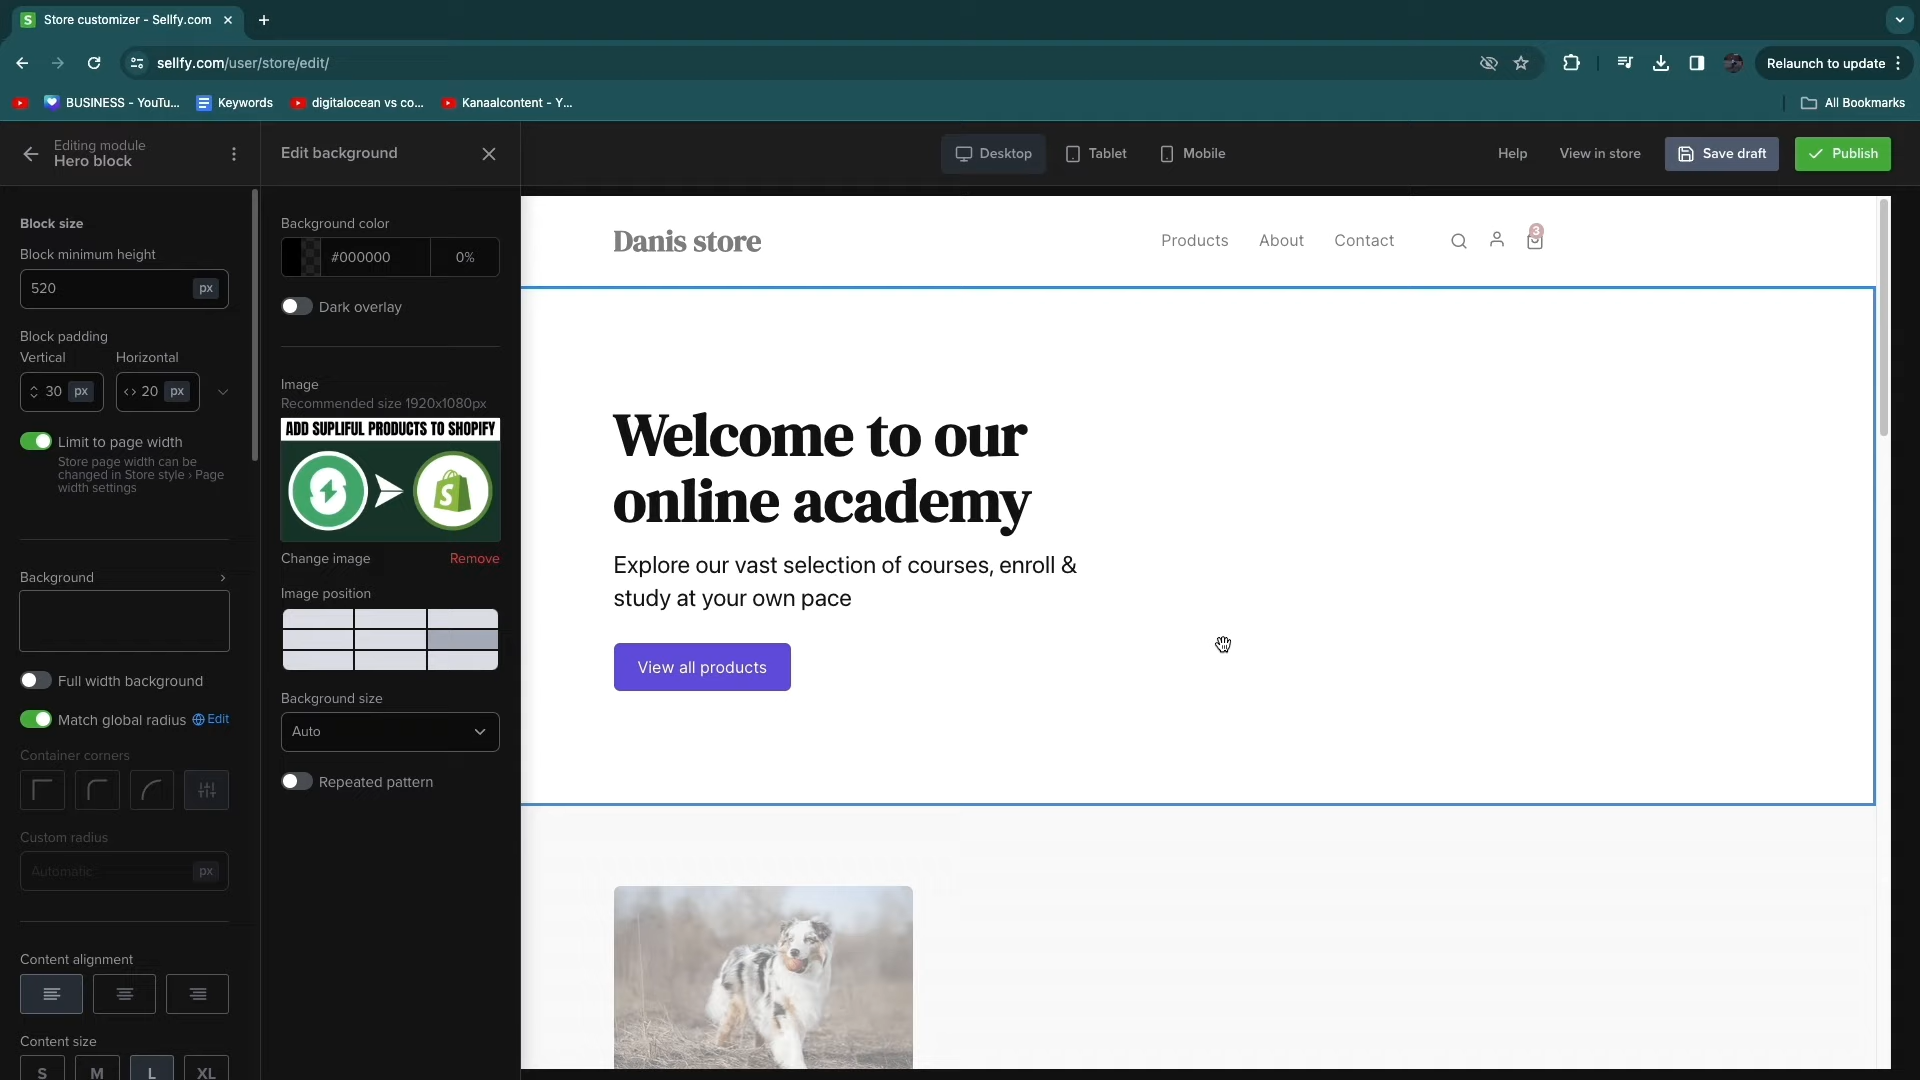 Store customizer - Sellfy.com
sellfy.com/user/store/edit/
Relaunch to update
BUSINESS - YouTu...
Keywords
digitalocean vs co...
Kanaalcontent - Y...
All Bookmarks
Editing module
Hero block
Edit background
Desktop
Tablet
Mobile
Help
View in store
Save draft
Publish
Block size
Block minimum height
520 px
Block padding
Vertical Horizontal
30 px 20 px
Limit to page width
Store page width can be
changed in Store style › Page
width settings
Background
Full width background
Match global radius Edit
Container corners
Custom radius
Automatic px
Content alignment
Content size
S M L XL
Background color
#000000 0%
Dark overlay
Image
Recommended size 1920x1080px
ADD SUPLIFUL PRODUCTS TO SHOPIFY
S
Change image Remove
Image position
Background size
Auto
Repeated pattern
Danis store
Products About Contact
3
Welcome to our
online academy
Explore our vast selection of courses, enroll &
study at your own pace
View all products